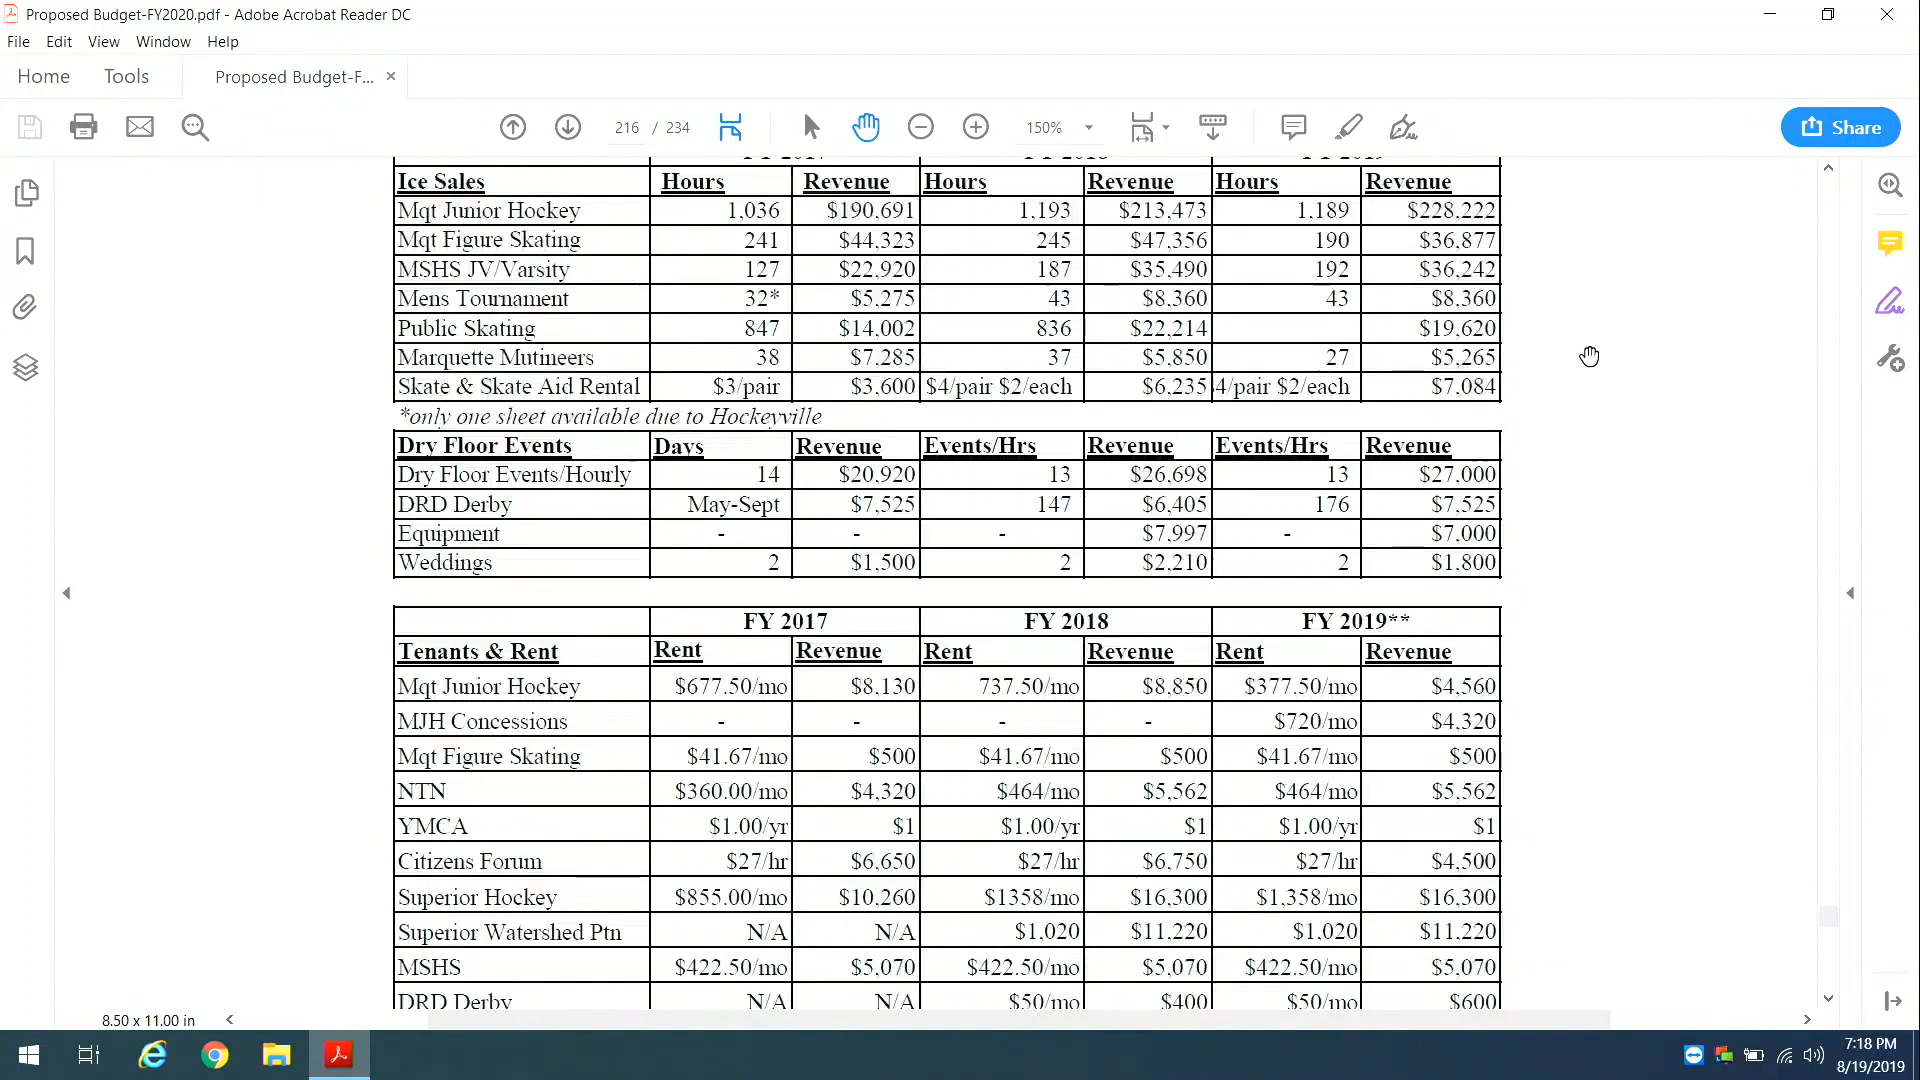 Proposed Budget-FY2020.pdf - Adobe Acrobat Reader DC
File Edit View Window Help
Home Tools Proposed Budget-F... ×
216 / 234 150% Share
Ice Sales Hours Revenue Hours Revenue Hours Revenue
Mqt Junior Hockey 1,036 $190,691 1,193 $213,473 1,189 $228,222
Mqt Figure Skating 241 $44,323 245 $47,356 190 $36,877
MSHS JV/Varsity 127 $22,920 187 $35,490 192 $36,242
Mens Tournament 32* $5,275 43 $8,360 43 $8,360
Public Skating 847 $14,002 836 $22,214 $19,620
Marquette Mutineers 38 $7,285 37 $5,850 27 $5,265
Skate & Skate Aid Rental $3/pair $3,600 $4/pair $2/each $6,235 4/pair $2/each $7,084
*only one sheet available due to Hockeyville
Dry Floor Events Days Revenue Events/Hrs Revenue Events/Hrs Revenue
Dry Floor Events/Hourly 14 $20,920 13 $26,698 13 $27,000
DRD Derby May-Sept $7,525 147 $6,405 176 $7,525
Equipment - - - $7,997 - $7,000
Weddings 2 $1,500 2 $2,210 2 $1,800
FY 2017 FY 2018 FY 2019**
Tenants & Rent Rent Revenue Rent Revenue Rent Revenue
Mqt Junior Hockey $677.50/mo $8,130 737.50/mo $8,850 $377.50/mo $4,560
MJH Concessions - - - - $720/mo $4,320
Mqt Figure Skating $41.67/mo $500 $41.67/mo $500 $41.67/mo $500
NTN $360.00/mo $4,320 $464/mo $5,562 $464/mo $5,562
YMCA $1.00/yr $1 $1.00/yr $1 $1.00/yr $1
Citizens Forum $27/hr $6,650 $27/hr $6,750 $27/hr $4,500
Superior Hockey $855.00/mo $10,260 $1358/mo $16,300 $1,358/mo $16,300
Superior Watershed Ptn N/A N/A $1,020 $11,220 $1,020 $11,220
MSHS $422.50/mo $5,070 $422.50/mo $5,070 $422.50/mo $5,070
DRD Derby N/A N/A $50/mo $400 $50/mo $600
8.50 x 11.00 in
7:18 PM
8/19/2019